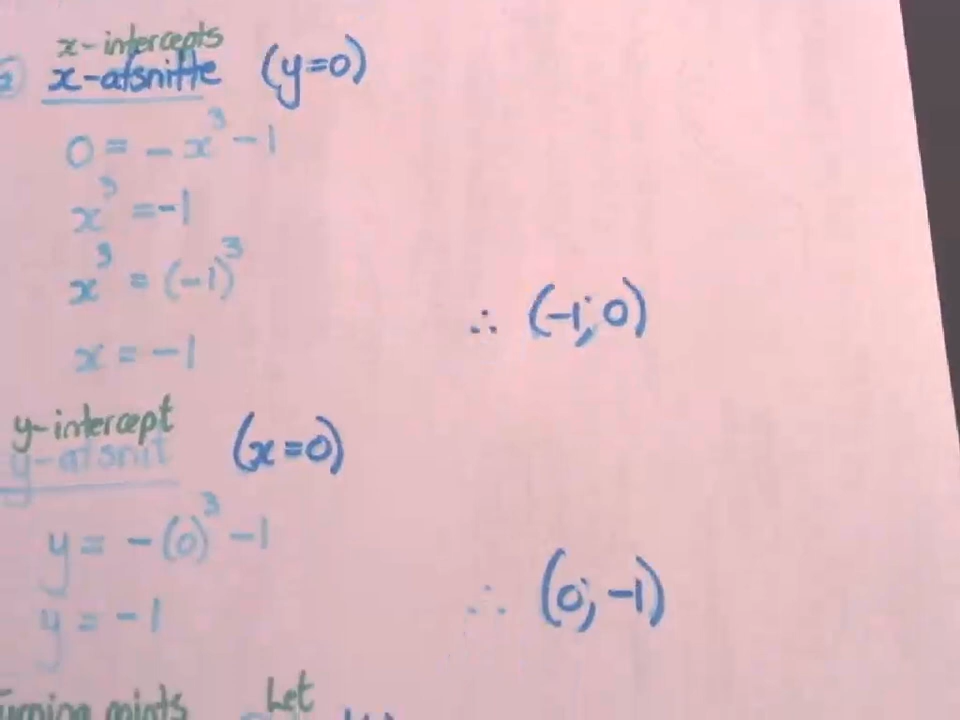 x-intercepts
2 x-afsnitte (y=0)
0 = -x³ - 1
x³ = -1
x³ = (-1)³
x = -1 ∴ (-1; 0)
y-intercept
y-afsnit (x=0)
y = -(0)³ - 1
y = -1 ∴ (0; -1)
Let